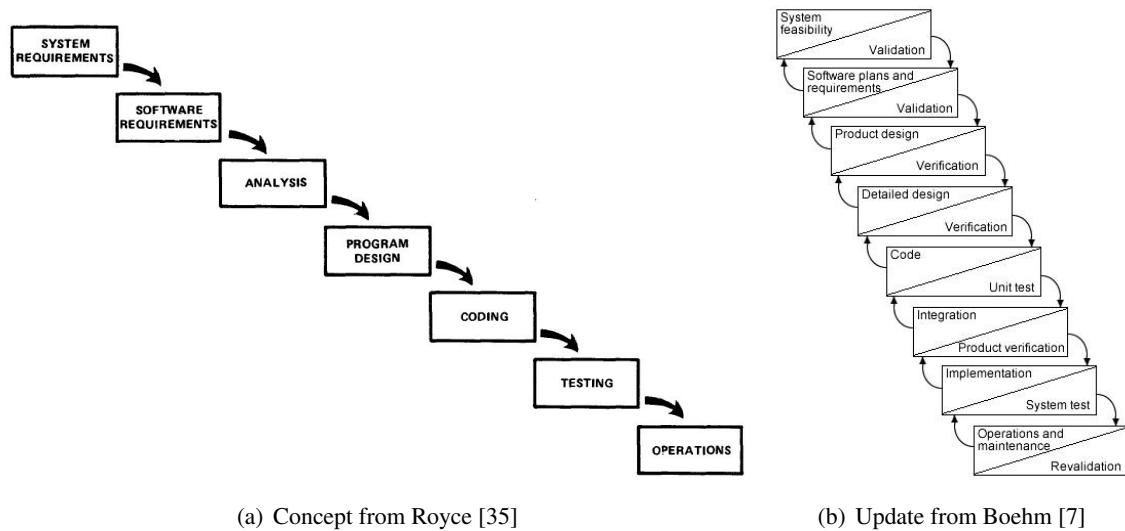 SYSTEM
REQUIREMENTS
SOFTWARE
REQUIREMENTS
ANALYSIS
PROGRAM
DESIGN
CODING
TESTING
OPERATIONS
(a) Concept from Royce [35]
System
feasibility
Validation
Software plans and
requirements
Validation
Product design
Verification
Detailed design
Verification
Code
Unit test
Integration
Product verification
Implementation
System test
Operations and
maintenance
Revalidation
(b) Update from Boehm [7]